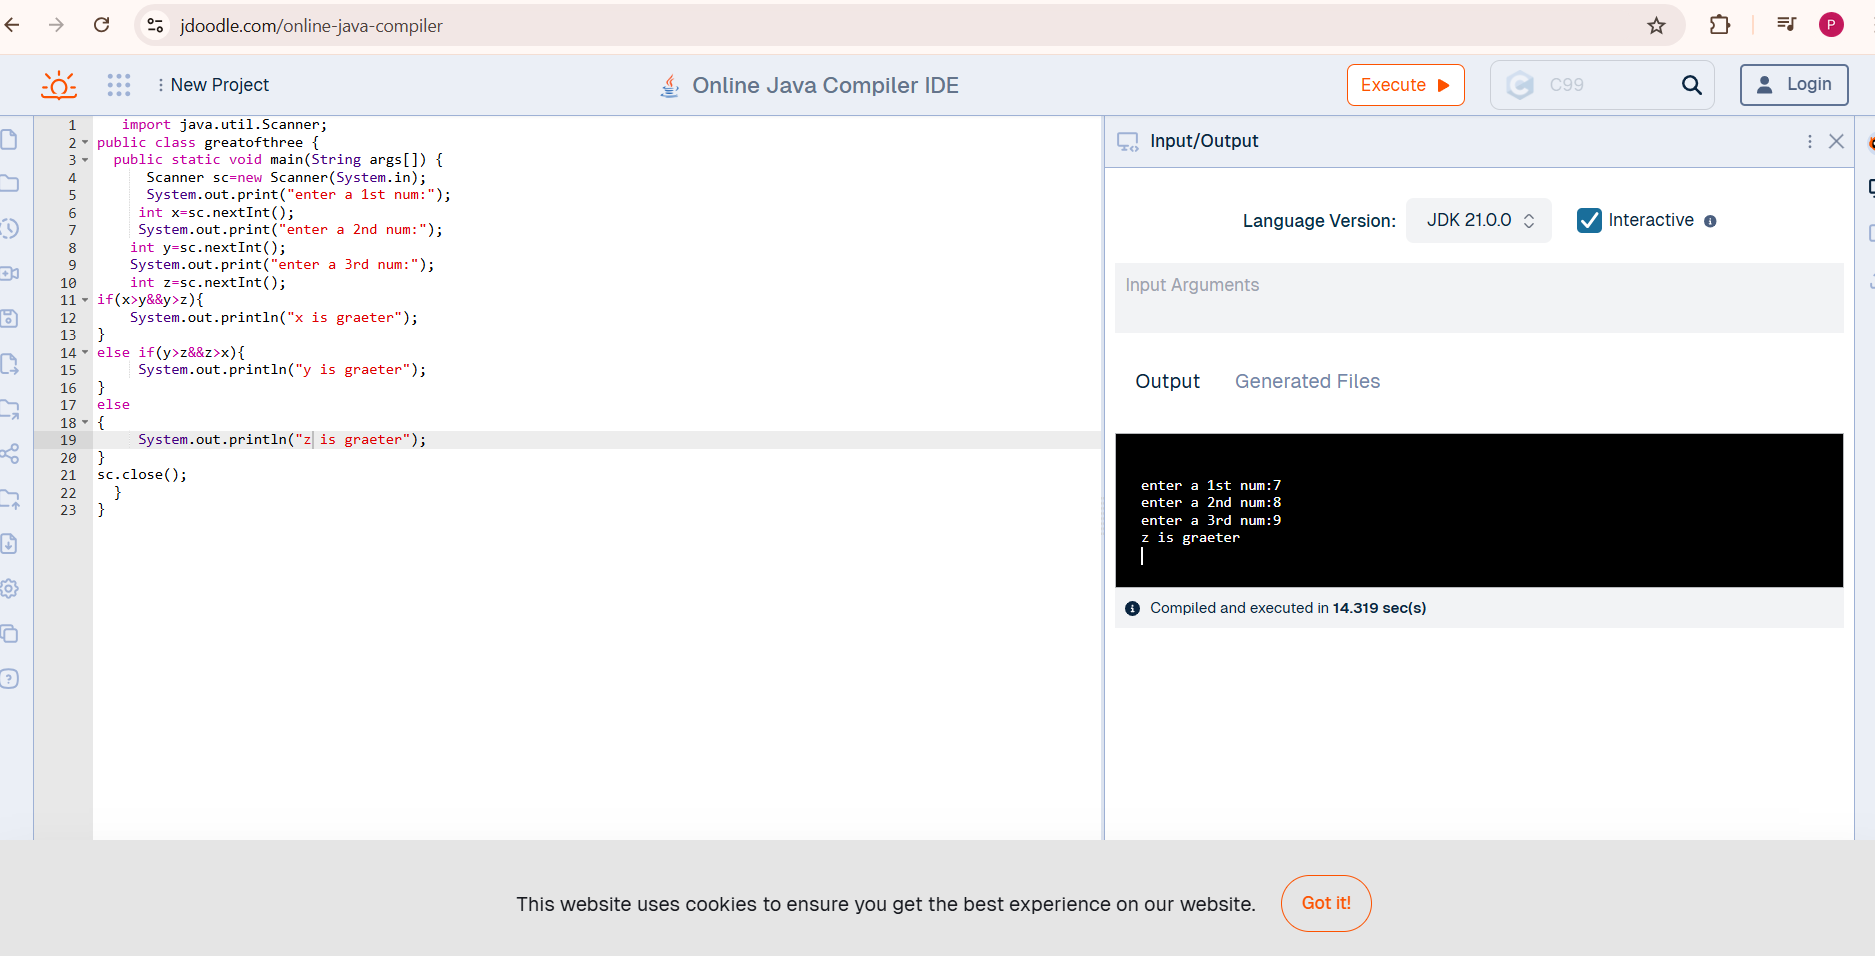 jdoodle.com/online-java-compiler
P
New Project
Online Java Compiler IDE
Execute
C99
Login
1 import java.util.Scanner;
2 public class greatofthree {
3 public static void main(String args[]) {
4 Scanner sc=new Scanner(System.in);
5 System.out.print("enter a 1st num:");
6 int x=sc.nextInt();
7 System.out.print("enter a 2nd num:");
8 int y=sc.nextInt();
9 System.out.print("enter a 3rd num:");
10 int z=sc.nextInt();
11 if(x>y&&y>z){
12 System.out.println("x is graeter");
13 }
14 else if(y>z&&z>x){
15 System.out.println("y is graeter");
16 }
17 else
18 {
19 System.out.println("z is graeter");
20 }
21 sc.close();
22 }
23 }
Input/Output
Language Version: JDK 21.0.0 Interactive
Input Arguments
Output Generated Files
enter a 1st num:7
enter a 2nd num:8
enter a 3rd num:9
z is graeter
Compiled and executed in 14.319 sec(s)
This website uses cookies to ensure you get the best experience on our website. Got it!